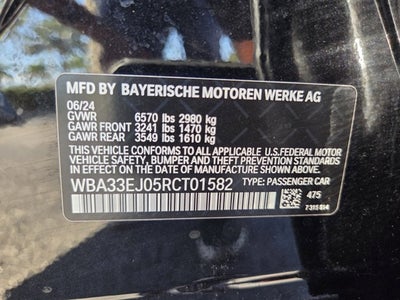 MFD BY BAYERISCHE MOTOREN WERKE AG
06/24
GVWR 6570 lbs 2980 kg
GAWR FRONT 3241 lbs 1470 kg
GAWR REAR 3549 lbs 1610 kg
THIS VEHICLE CONFORMS TO ALL APPLICABLE U.S.FEDERAL MOTOR
VEHICLE SAFETY, BUMPER AND THEFT PREVENTION STANDARDS
IN EFFECT ON THE DATE OF MANUFACTURE SHOWN ABOVE.
WBA33EJ05RCT01582 TYPE: PASSENGER CAR
475